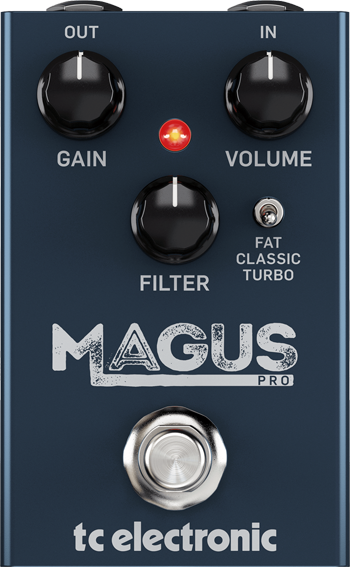 OUT IN
GAIN VOLUME
FILTER
FAT
CLASSIC
TURBO
MAGUS
PRO
tc electronic